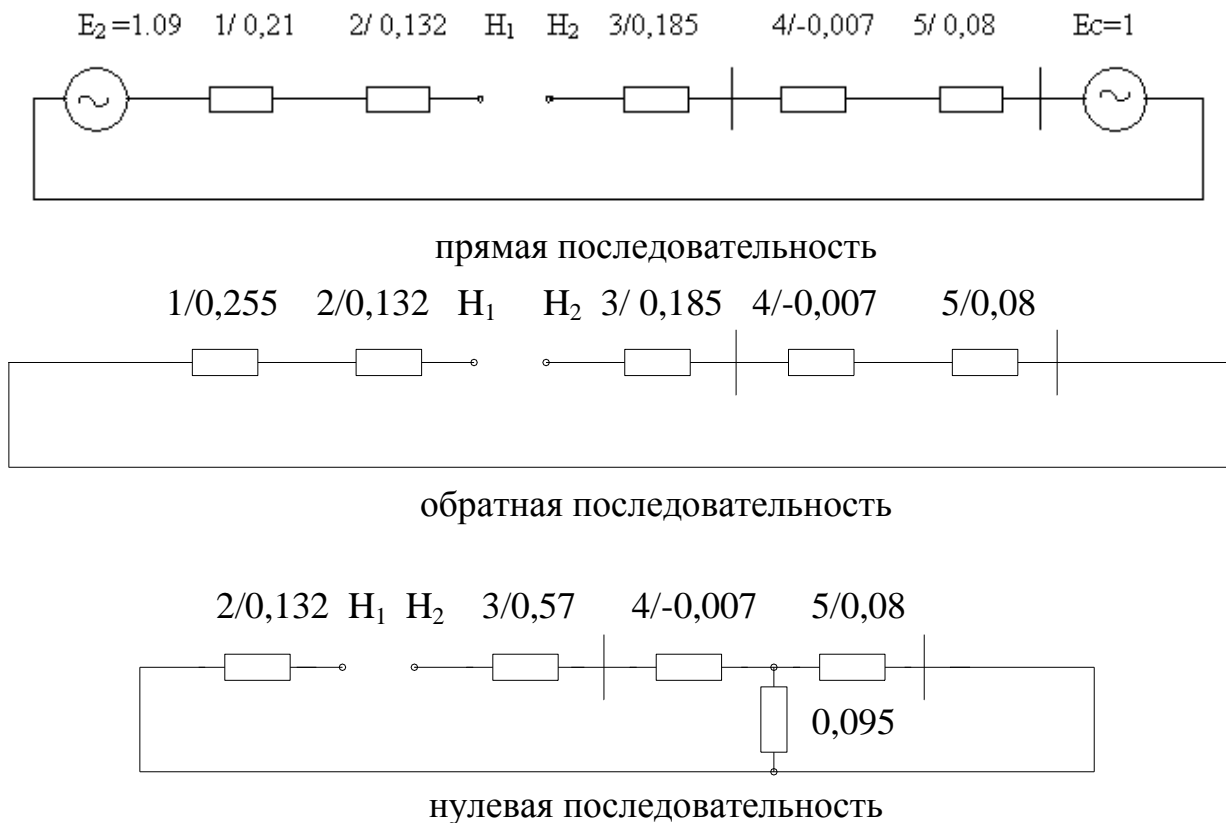 E₂ =1.09 1/ 0,21 2/ 0,132 H₁ H₂ 3/0,185 4/-0,007 5/ 0,08 Ec=1
прямая последовательность
1/0,255 2/0,132 H₁ H₂ 3/ 0,185 4/-0,007 5/0,08
обратная последовательность
2/0,132 H₁ H₂ 3/0,57 4/-0,007 5/0,08
0,095
нулевая последовательность